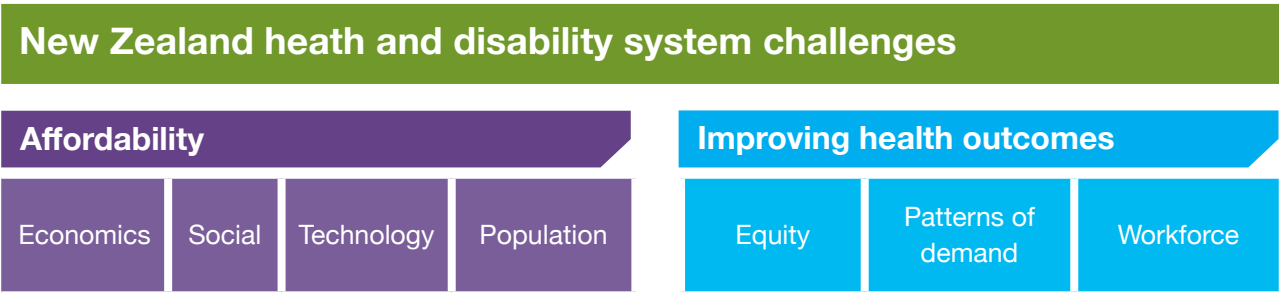 New Zealand heath and disability system challenges
Affordability
Improving health outcomes
Economics
Social
Technology
Population
Equity
Patterns of
demand
Workforce